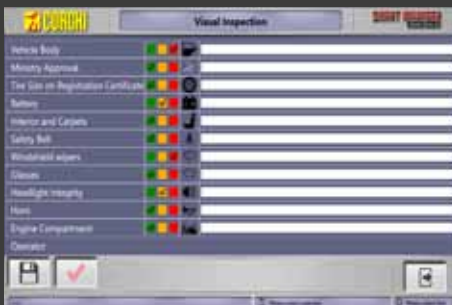 CORGHI
Visual Inspection
Vehicle Body
Ministry Approval
Tire Size on Registration Certificate
Battery
Interior and Carpets
Safety Belt
Windshield wipers
Glasses
Headlight Integrity
Horn
Engine Compartment
Operator